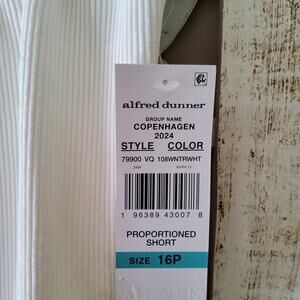 alfred dunner
GROUP NAME
COPENHAGEN
2024
STYLE COLOR
79900 VQ 108WNTRWHT
1 96389 43007 8
PROPORTIONED
SHORT
SIZE 16P